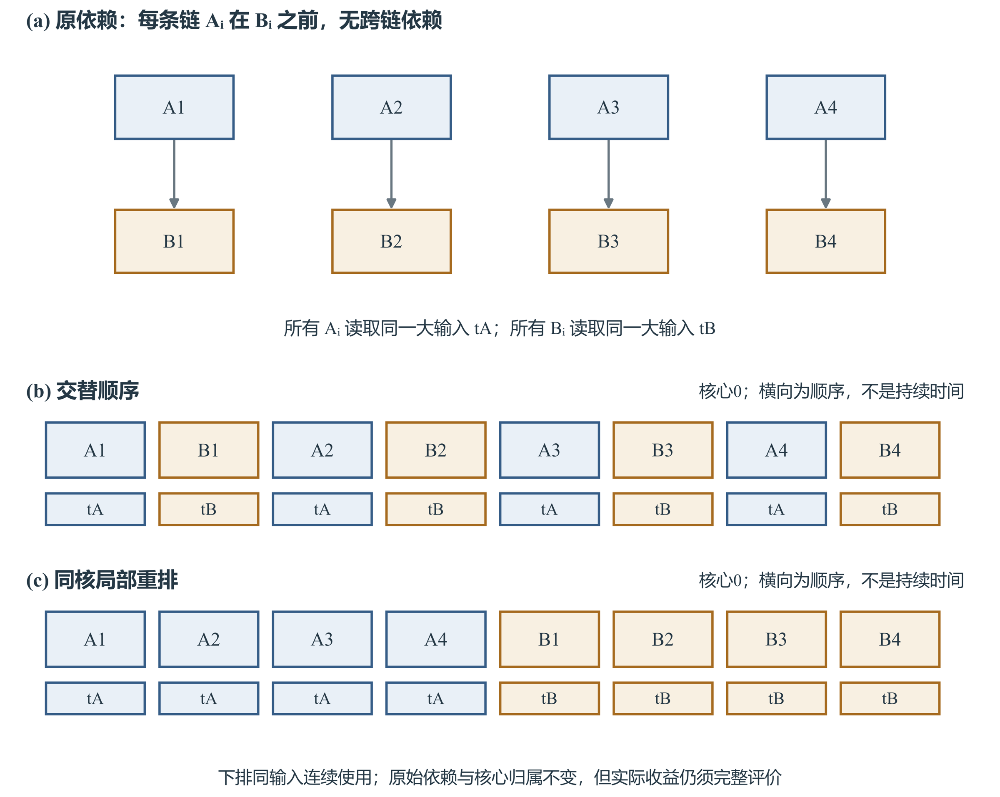 (a) 原依赖：每条链 Aᵢ 在 Bᵢ 之前，无跨链依赖
A1 A2 A3 A4
B1 B2 B3 B4
所有 Aᵢ 读取同一大输入 tA；所有 Bᵢ 读取同一大输入 tB
(b) 交替顺序 核心0；横向为顺序，不是持续时间
A1 B1 A2 B2 A3 B3 A4 B4
tA tB tA tB tA tB tA tB
(c) 同核局部重排 核心0；横向为顺序，不是持续时间
A1 A2 A3 A4 B1 B2 B3 B4
tA tA tA tA tB tB tB tB
下排同输入连续使用；原始依赖与核心归属不变，但实际收益仍须完整评价